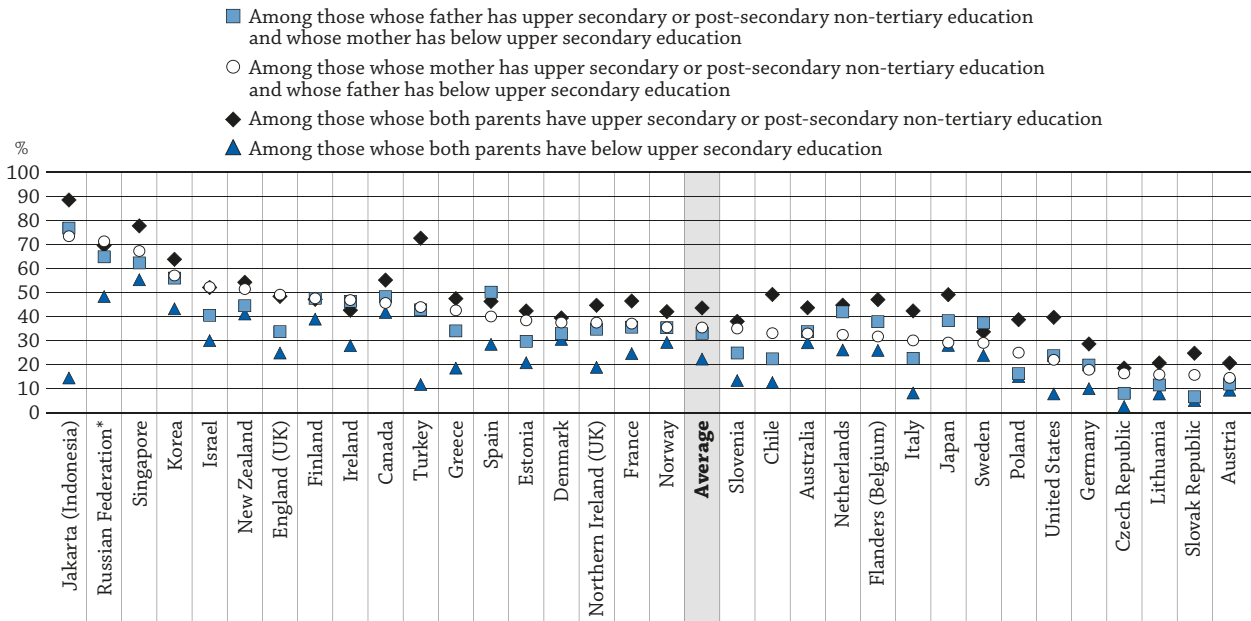 Among those whose father has upper secondary or post-secondary non-tertiary education
and whose mother has below upper secondary education
Among those whose mother has upper secondary or post-secondary non-tertiary education
and whose father has below upper secondary education
Among those whose both parents have upper secondary or post-secondary non-tertiary education
Among those whose both parents have below upper secondary education
%
100
90
80
70
60
50
40
30
20
10
0
Jakarta (Indonesia)
Russian Federation*
Singapore
Korea
Israel
New Zealand
England (UK)
Finland
Ireland
Canada
Turkey
Greece
Spain
Estonia
Denmark
Northern Ireland (UK)
France
Norway
Average
Slovenia
Chile
Australia
Netherlands
Flanders (Belgium)
Italy
Japan
Sweden
Poland
United States
Germany
Czech Republic
Lithuania
Slovak Republic
Austria